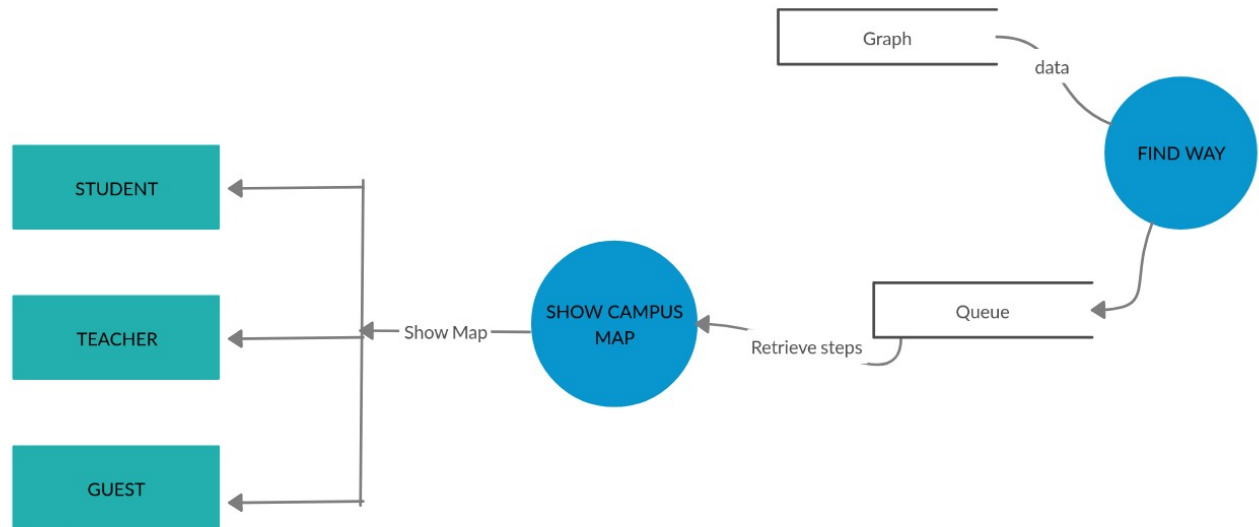 Graph
data
FIND WAY
STUDENT
TEACHER
GUEST
Show Map
SHOW CAMPUS
MAP
Retrieve steps
Queue